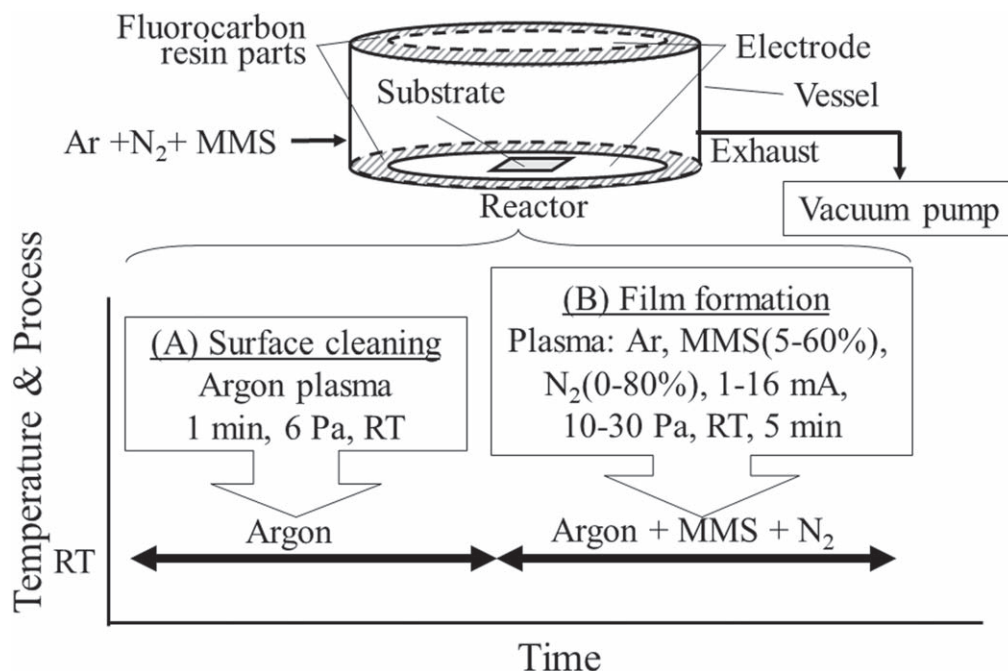 Fluorocarbon
resin parts
Electrode
Substrate
Vessel
Ar +N₂+ MMS
Exhaust
Reactor
Vacuum pump
Temperature & Process
(A) Surface cleaning
Argon plasma
1 min, 6 Pa, RT
(B) Film formation
Plasma: Ar, MMS(5-60%),
N₂(0-80%), 1-16 mA,
10-30 Pa, RT, 5 min
Argon
Argon + MMS + N₂
RT
Time